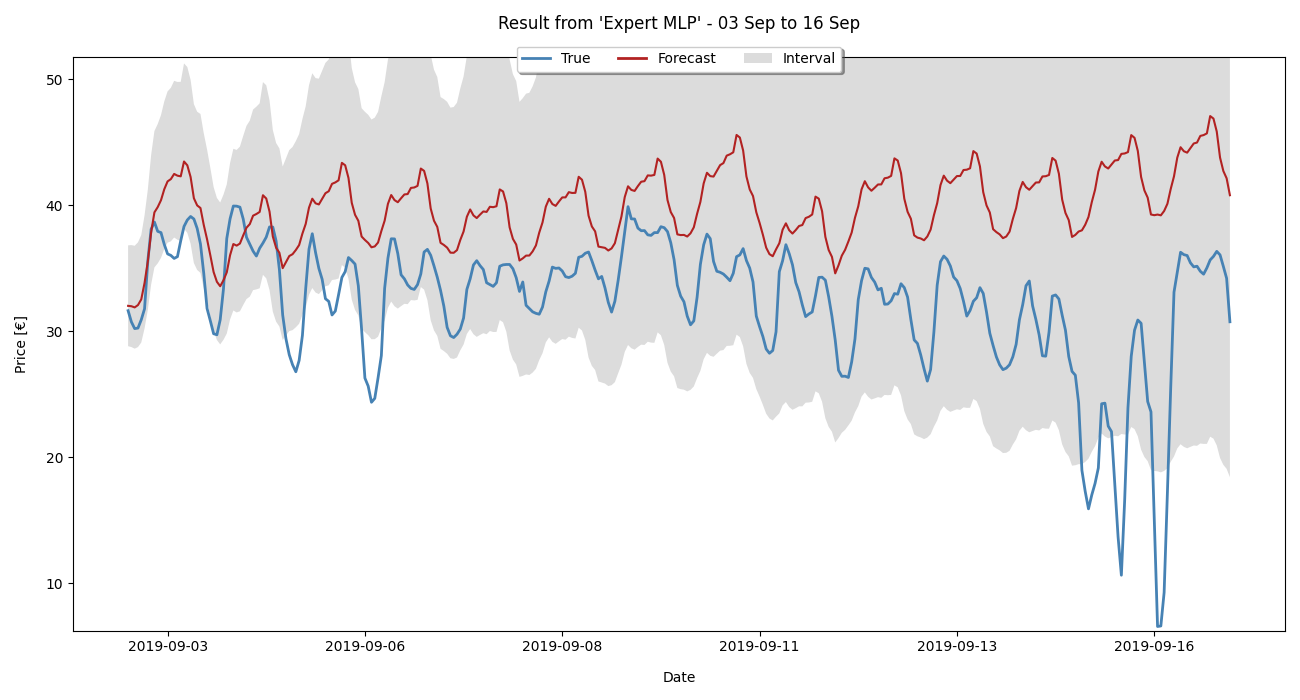 Result from 'Expert MLP' - 03 Sep to 16 Sep
True Forecast Interval
50
40
30
20
10
Price [€]
2019-09-03 2019-09-06 2019-09-08 2019-09-11 2019-09-13 2019-09-16
Date